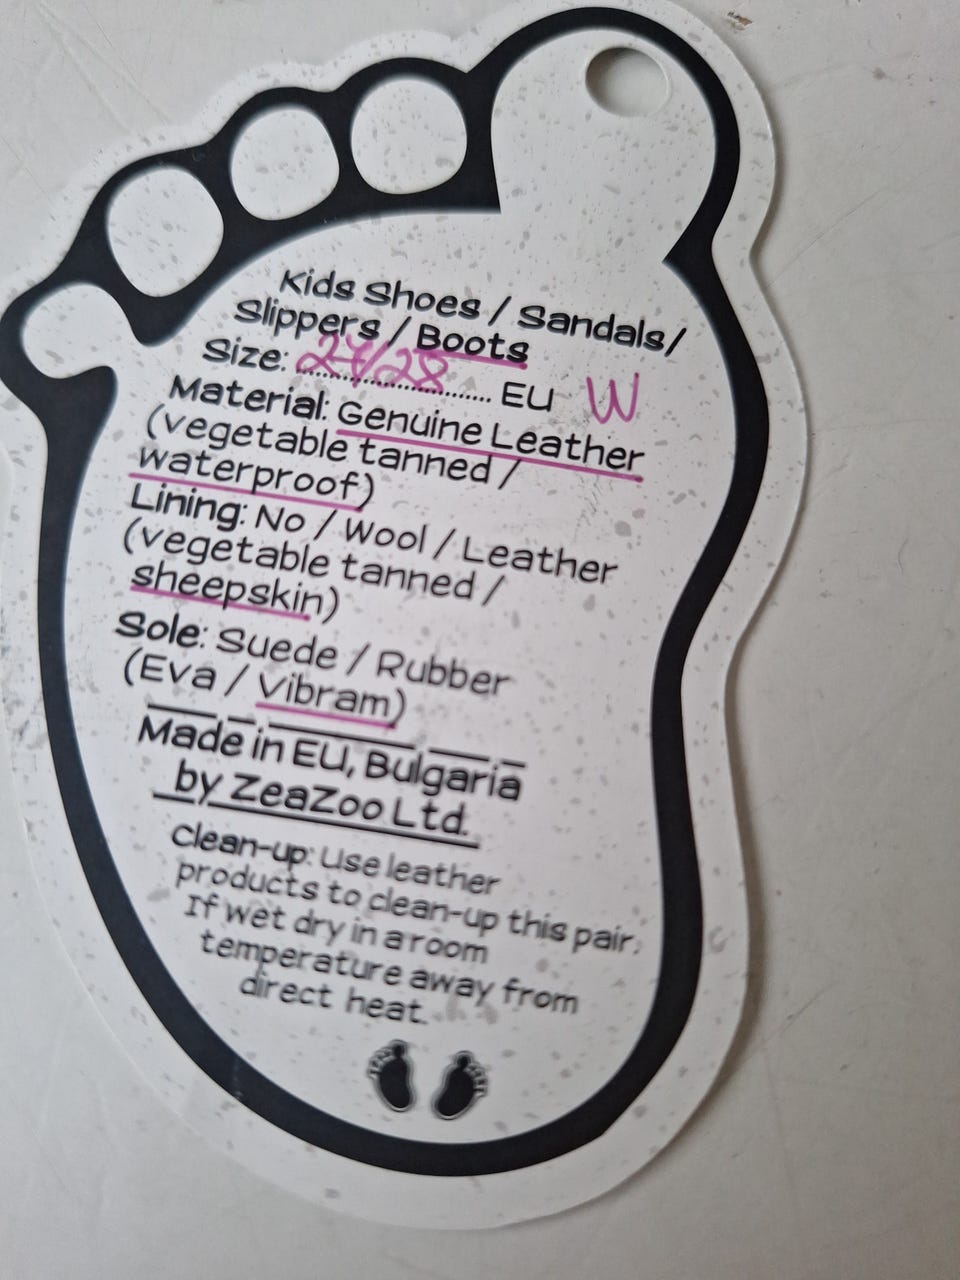 Kids Shoes / Sandals/
Slippers / Boots
Size: 27/28 EU W
Material: Genuine Leather
(vegetable tanned /
waterproof)
Lining: No / Wool / Leather
(vegetable tanned /
sheepskin)
Sole: Suede / Rubber
(Eva / Vibram)
Made in EU, Bulgaria
by ZeaZoo Ltd.
Clean-up: Use leather
products to clean-up this pair.
If wet dry in a room
temperature away from
direct heat.